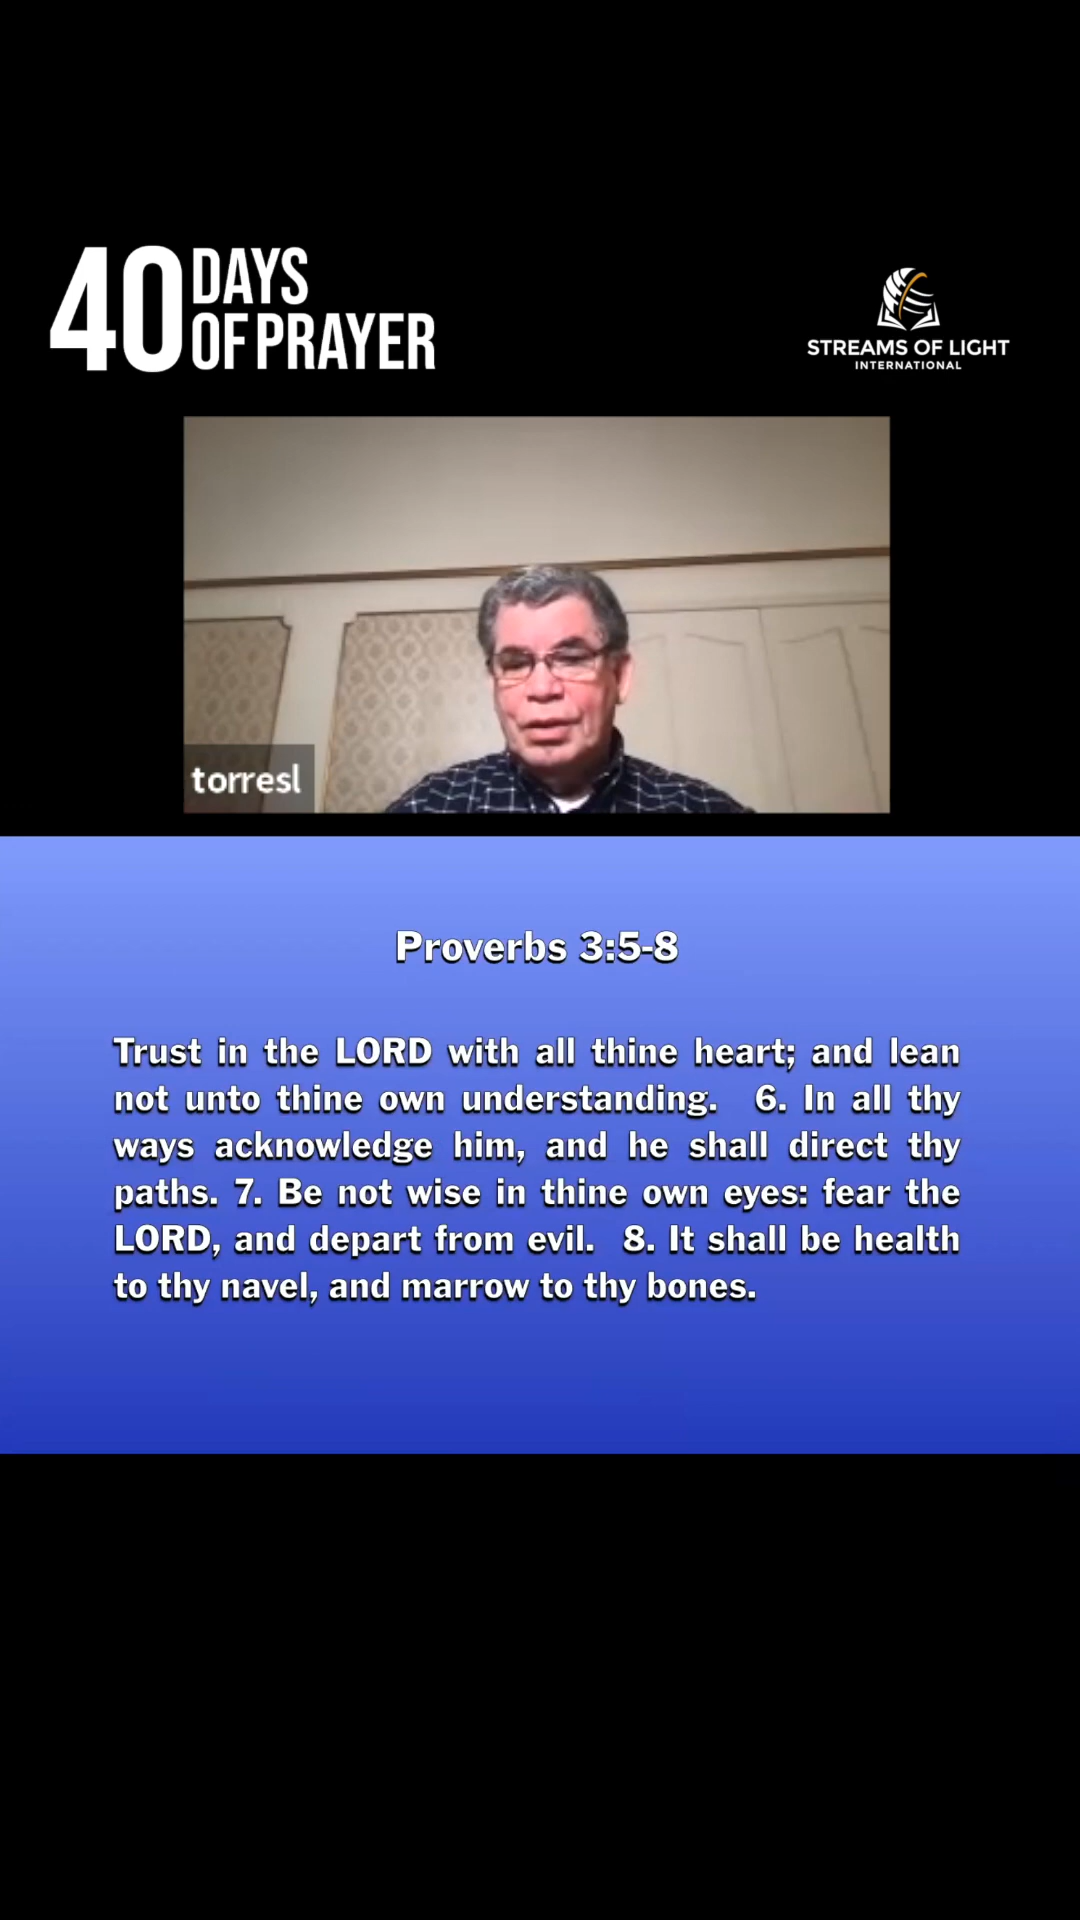 40 DAYS
OF PRAYER
STREAMS OF LIGHT
INTERNATIONAL
torresl
Proverbs 3:5-8
Trust in the LORD with all thine heart; and lean
not unto thine own understanding. 6. In all thy
ways acknowledge him, and he shall direct thy
paths. 7. Be not wise in thine own eyes: fear the
LORD, and depart from evil. 8. It shall be health
to thy navel, and marrow to thy bones.